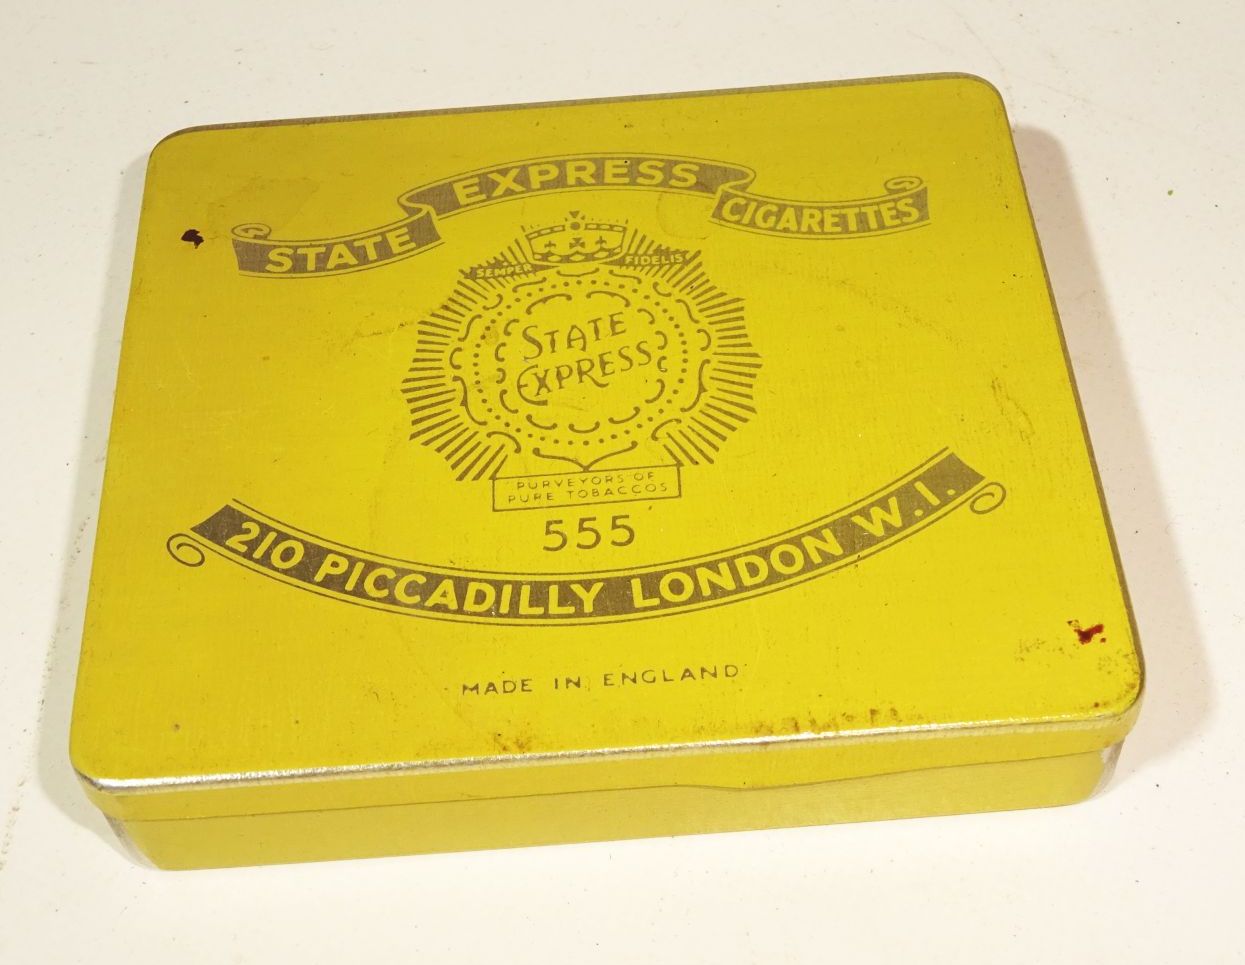 STATE EXPRESS CIGARETTES
SEMPER FIDELIS
STATE
EXPRESS
PURVEYORS OF
PURE TOBACCOS
555
210 PICCADILLY LONDON W.I.
MADE IN ENGLAND